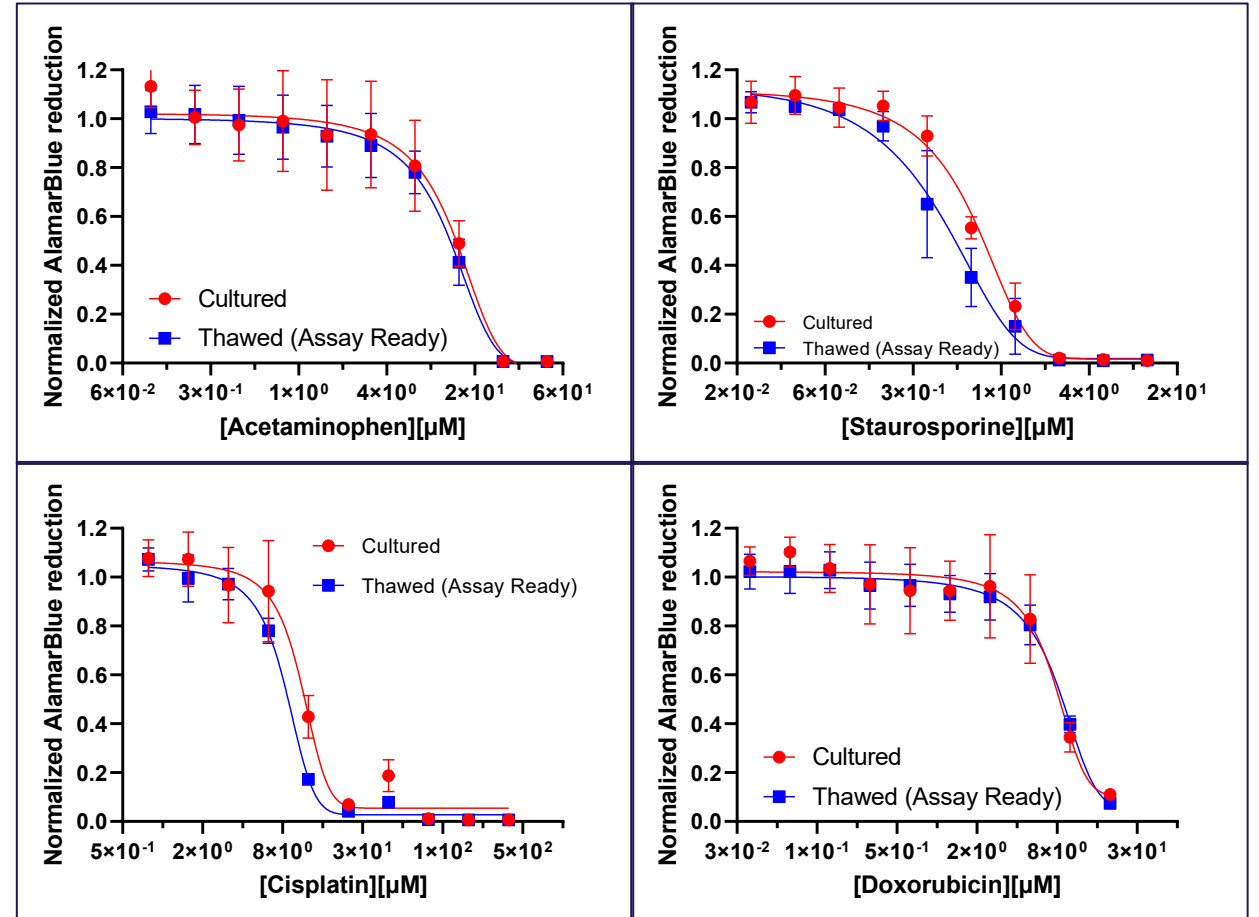 Normalized AlamarBlue reduction
1.2
1.0
0.8
0.6
0.4
0.2
0.0
Cultured
Thawed (Assay Ready)
6×10⁻² 3×10⁻¹ 1×10⁰ 4×10⁰ 2×10¹ 6×10¹
[Acetaminophen][µM]
Normalized AlamarBlue reduction
1.2
1.0
0.8
0.6
0.4
0.2
0.0
Cultured
Thawed (Assay Ready)
2×10⁻² 6×10⁻² 3×10⁻¹ 1×10⁰ 4×10⁰ 2×10¹
[Staurosporine][µM]
Normalized AlamarBlue reduction
1.2
1.0
0.8
0.6
0.4
0.2
0.0
Cultured
Thawed (Assay Ready)
5×10⁻¹ 2×10⁰ 8×10⁰ 3×10¹ 1×10² 5×10²
[Cisplatin][µM]
Normalized AlamarBlue reduction
1.2
1.0
0.8
0.6
0.4
0.2
0.0
Cultured
Thawed (Assay Ready)
3×10⁻² 1×10⁻¹ 5×10⁻¹ 2×10⁰ 8×10⁰ 3×10¹
[Doxorubicin][µM]